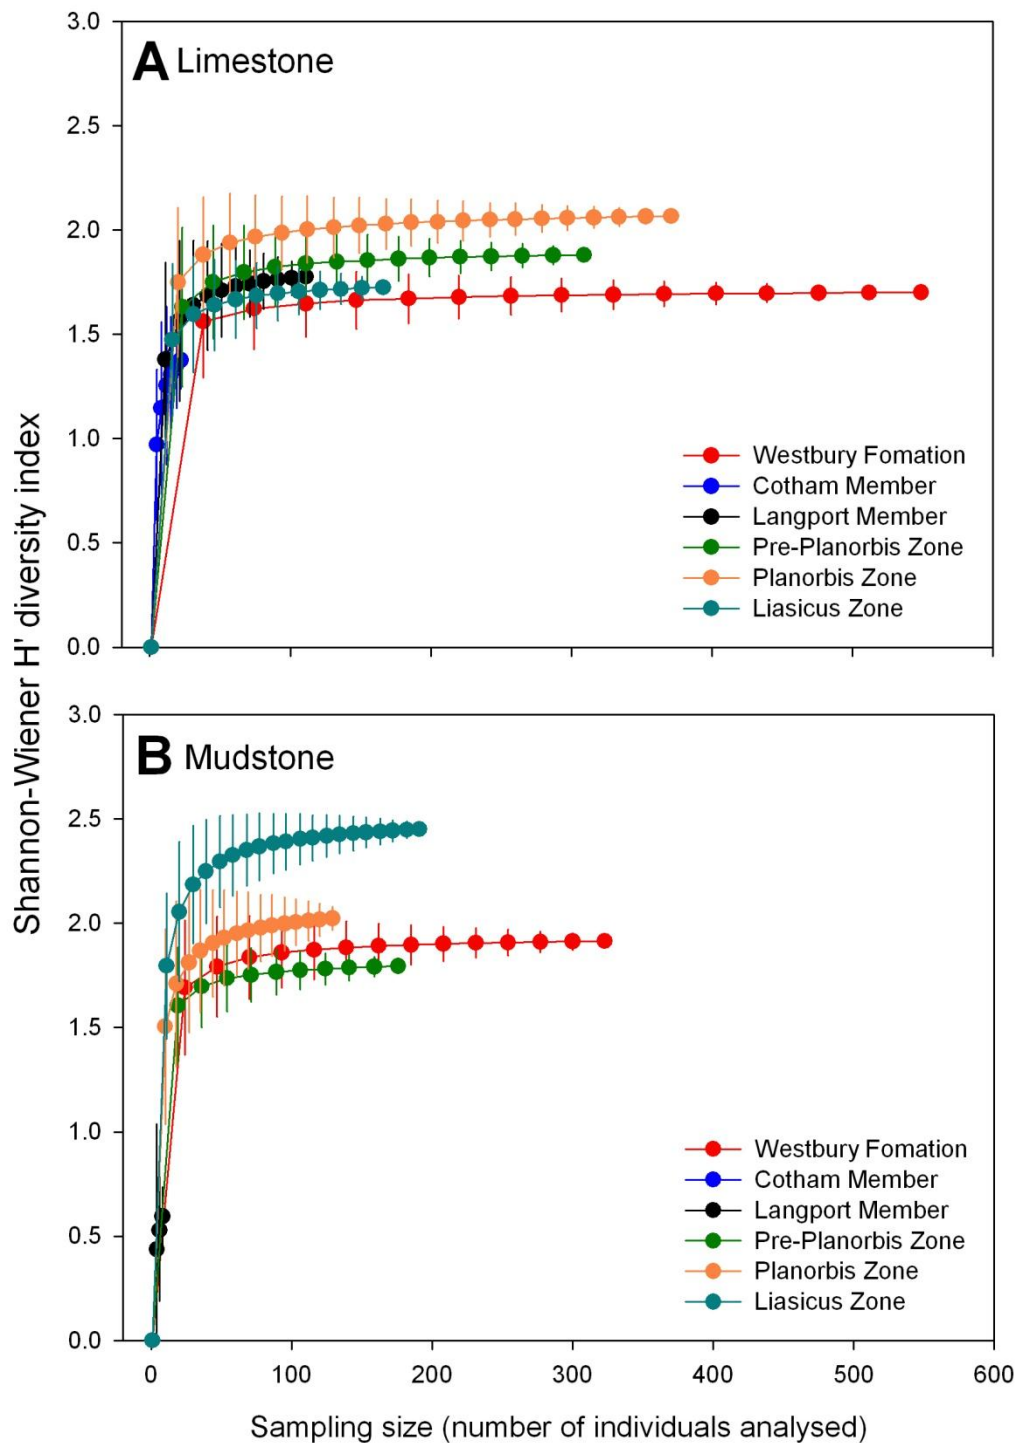 A Limestone
3.0
2.5
2.0
1.5
1.0
0.5
0.0
Westbury Fomation
Cotham Member
Langport Member
Pre-Planorbis Zone
Planorbis Zone
Liasicus Zone
Shannon-Wiener H' diversity index
B Mudstone
3.0
2.5
2.0
1.5
1.0
0.5
0.0
Westbury Fomation
Cotham Member
Langport Member
Pre-Planorbis Zone
Planorbis Zone
Liasicus Zone
0 100 200 300 400 500 600
Sampling size (number of individuals analysed)